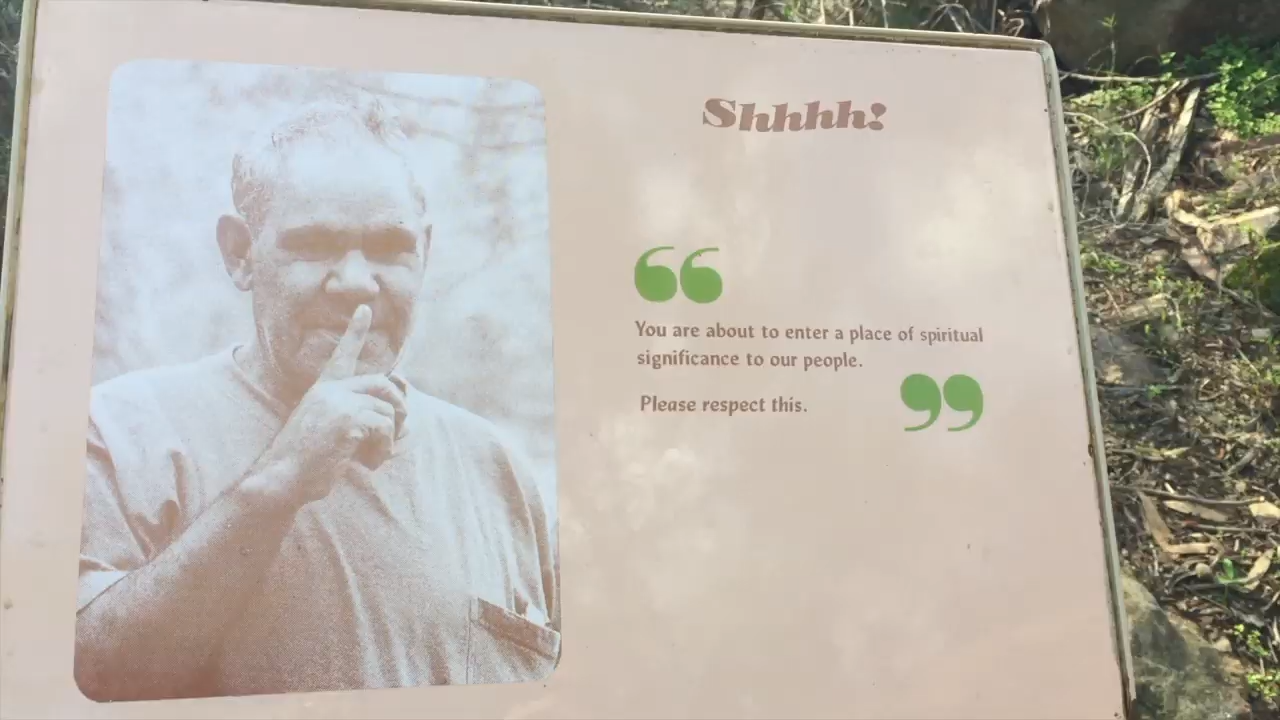 Shhhh!
“
You are about to enter a place of spiritual
significance to our people.
Please respect this.
”